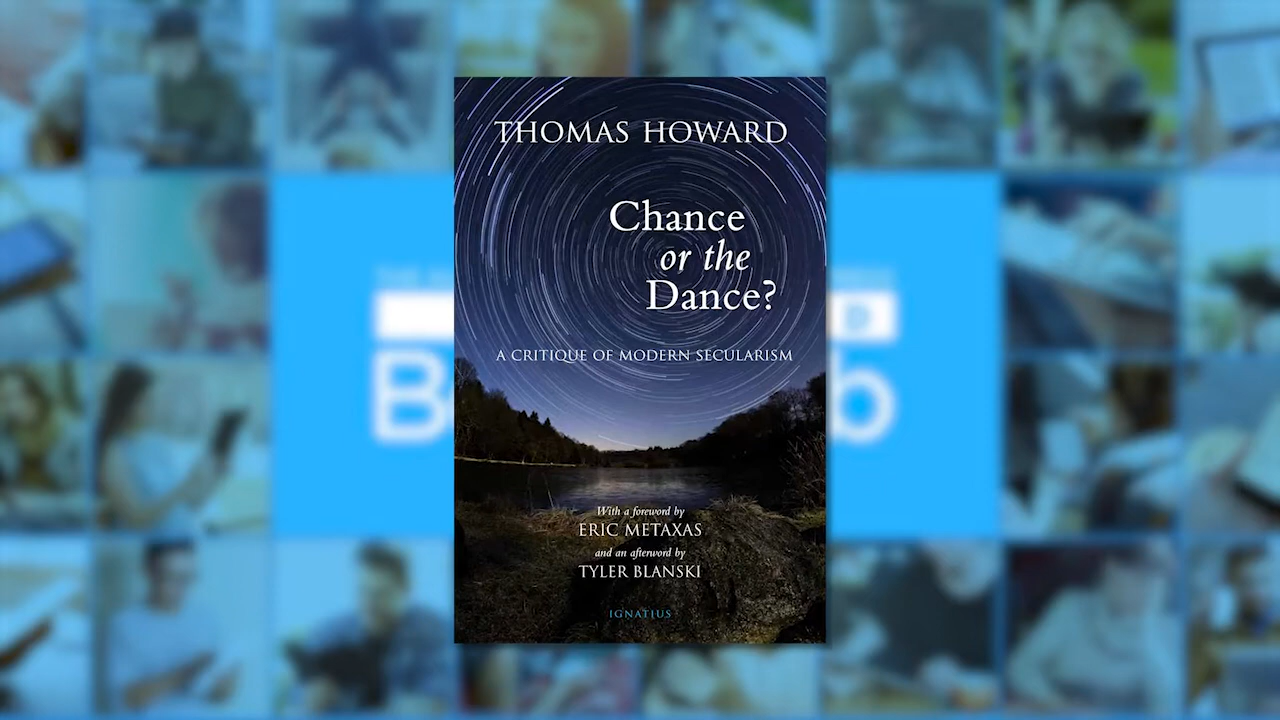 THOMAS HOWARD
Chance
or the
Dance?
A CRITIQUE OF MODERN SECULARISM
With a foreword by
ERIC METAXAS
and an afterword by
TYLER BLANSKI
IGNATIUS